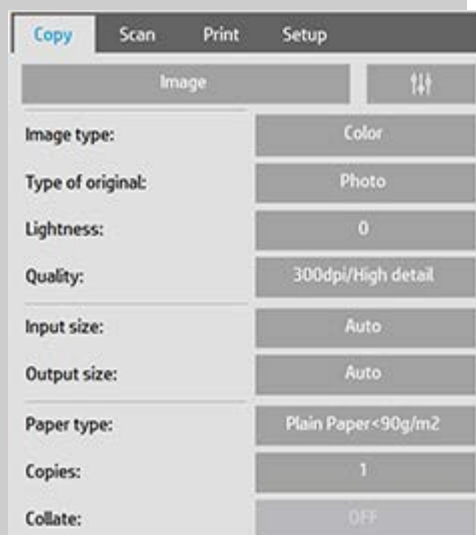 Copy Scan Print Setup
Image
Image type: Color
Type of original: Photo
Lightness: 0
Quality: 300dpi/High detail
Input size: Auto
Output size: Auto
Paper type: Plain Paper<90g/m2
Copies: 1
Collate: OFF